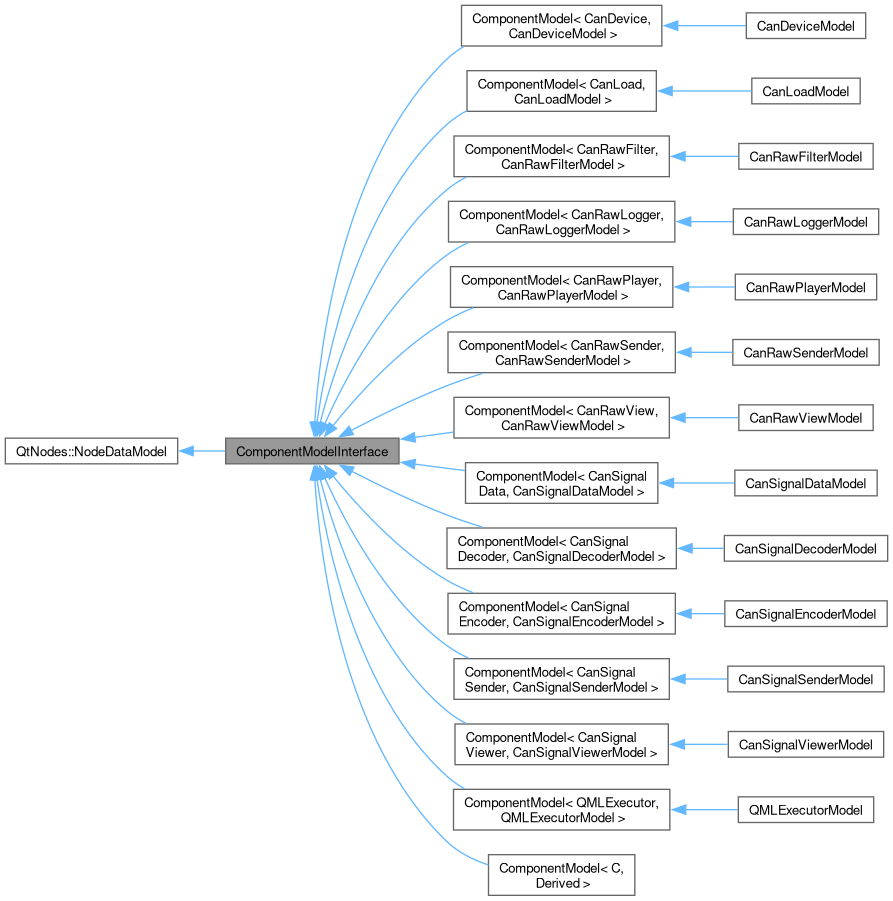 ComponentModel< CanDevice,
CanDeviceModel >
CanDeviceModel
ComponentModel< CanLoad,
CanLoadModel >
CanLoadModel
ComponentModel< CanRawFilter,
CanRawFilterModel >
CanRawFilterModel
ComponentModel< CanRawLogger,
CanRawLoggerModel >
CanRawLoggerModel
ComponentModel< CanRawPlayer,
CanRawPlayerModel >
CanRawPlayerModel
ComponentModel< CanRawSender,
CanRawSenderModel >
CanRawSenderModel
ComponentModel< CanRawView,
CanRawViewModel >
CanRawViewModel
QtNodes::NodeDataModel
ComponentModelInterface
ComponentModel< CanSignal
Data, CanSignalDataModel >
CanSignalDataModel
ComponentModel< CanSignal
Decoder, CanSignalDecoderModel >
CanSignalDecoderModel
ComponentModel< CanSignal
Encoder, CanSignalEncoderModel >
CanSignalEncoderModel
ComponentModel< CanSignal
Sender, CanSignalSenderModel >
CanSignalSenderModel
ComponentModel< CanSignal
Viewer, CanSignalViewerModel >
CanSignalViewerModel
ComponentModel< QMLExecutor,
QMLExecutorModel >
QMLExecutorModel
ComponentModel< C,
Derived >